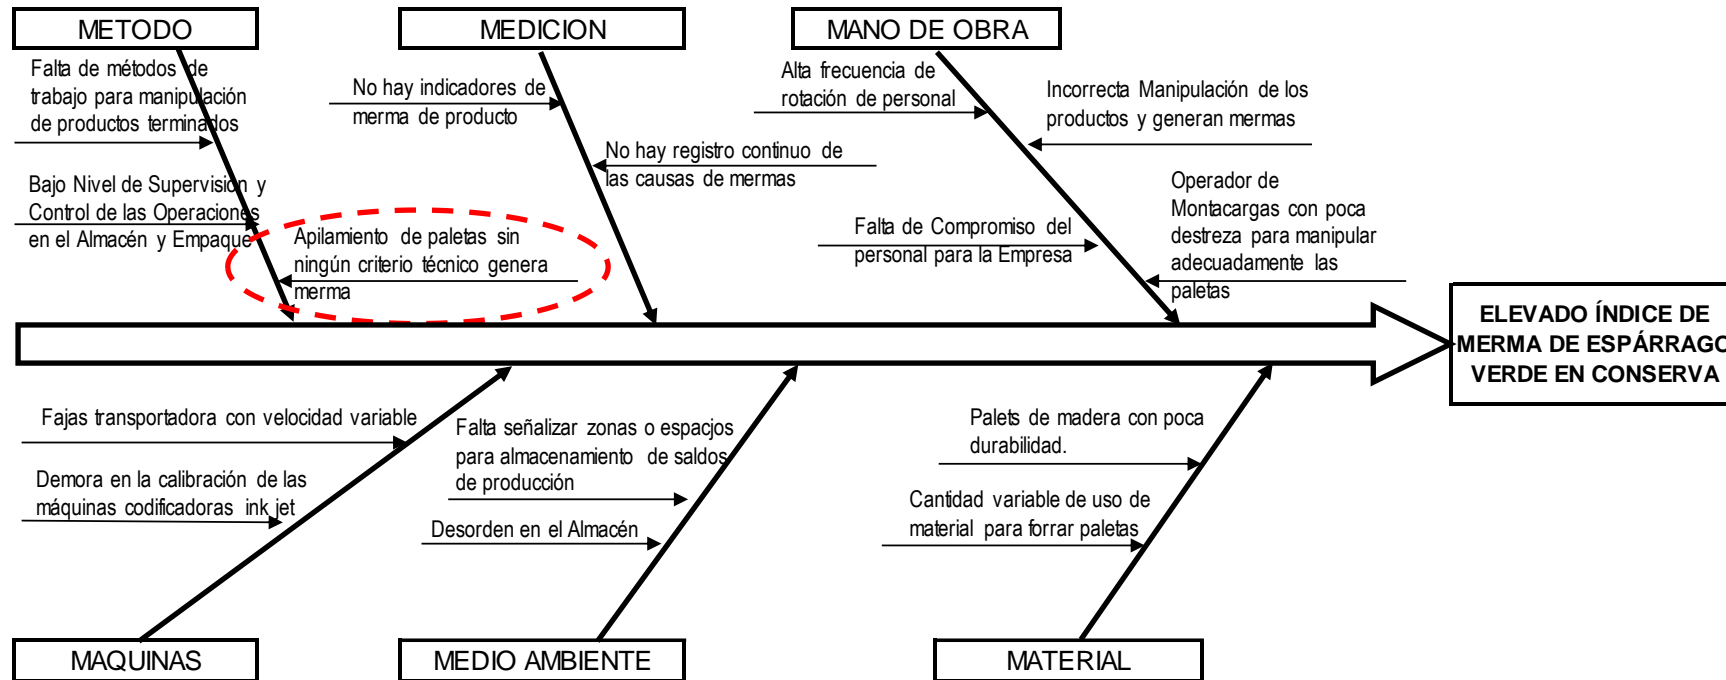 METODO
MEDICION
MANO DE OBRA
Falta de métodos de
trabajo para manipulación
de productos terminados
Bajo Nivel de Supervisión y
Control de las Operaciones
en el Almacén y Empaque
Apilamiento de paletas sin
ningún criterio técnico genera
merma
No hay indicadores de
merma de producto
No hay registro continuo de
las causas de mermas
Alta frecuencia de
rotación de personal
Incorrecta Manipulación de los
productos y generan mermas
Falta de Compromiso del
personal para la Empresa
Operador de
Montacargas con poca
destreza para manipular
adecuadamente las
paletas
ELEVADO ÍNDICE DE
MERMA DE ESPÁRRAGO
VERDE EN CONSERVA
Fajas transportadora con velocidad variable
Demora en la calibración de las
máquinas codificadoras ink jet
Falta señalizar zonas o espacjos
para almacenamiento de saldos
de producción
Desorden en el Almacén
Palets de madera con poca
durabilidad.
Cantidad variable de uso de
material para forrar paletas
MAQUINAS
MEDIO AMBIENTE
MATERIAL